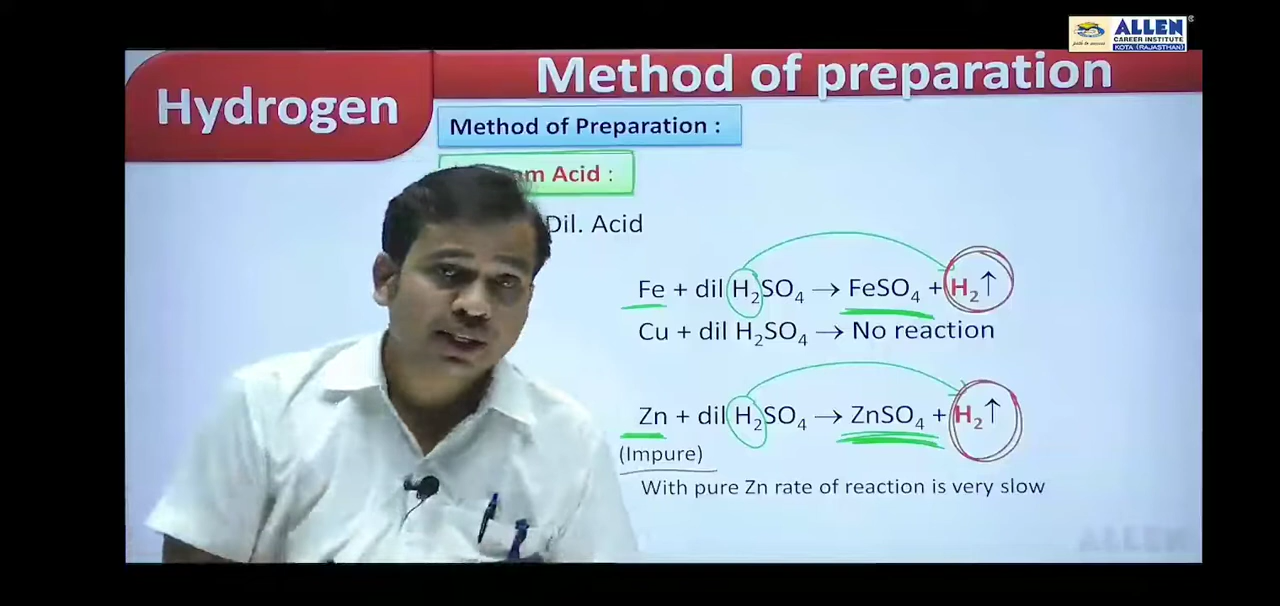 ALLEN
CAREER INSTITUTE
KOTA (RAJASTHAN)
Method of preparation
Hydrogen
Method of Preparation :
Acid :
Dil. Acid
Fe + dil H₂SO₄ → FeSO₄ + H₂↑
Cu + dil H₂SO₄ → No reaction
Zn + dil H₂SO₄ → ZnSO₄ + H₂↑
(Impure)
With pure Zn rate of reaction is very slow
ALLEN